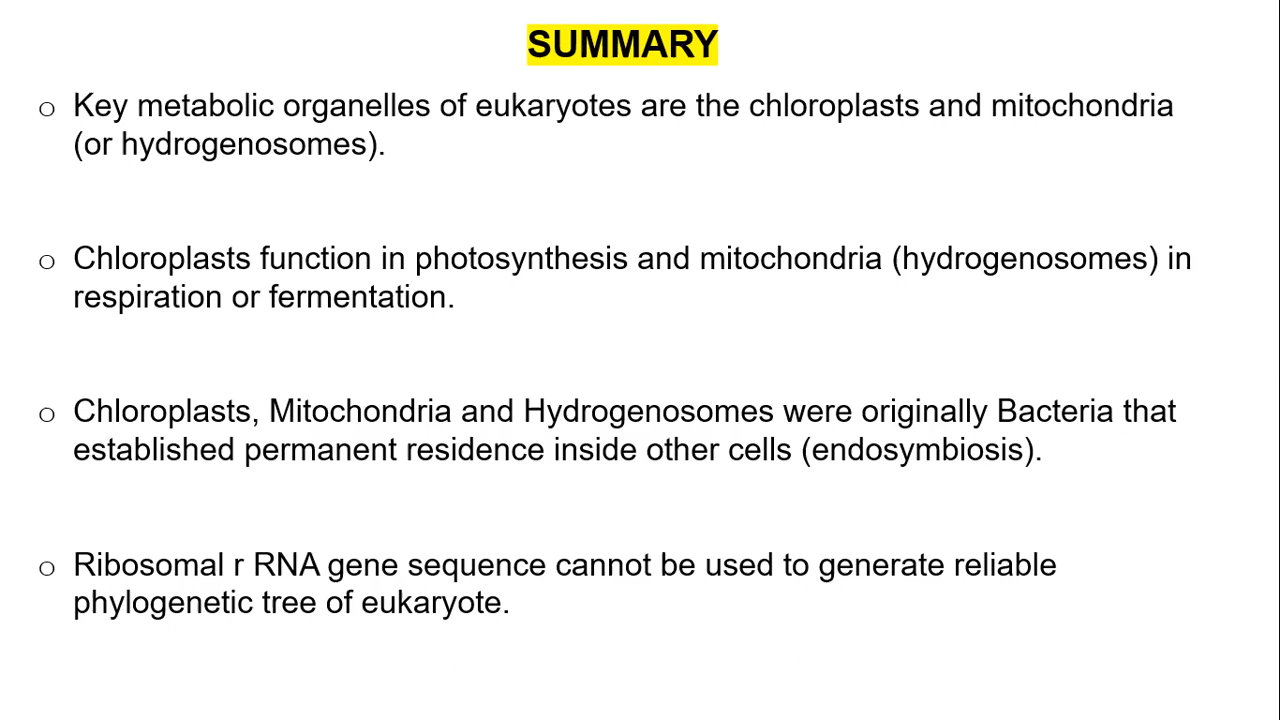 SUMMARY
o Key metabolic organelles of eukaryotes are the chloroplasts and mitochondria
(or hydrogenosomes).
o Chloroplasts function in photosynthesis and mitochondria (hydrogenosomes) in
respiration or fermentation.
o Chloroplasts, Mitochondria and Hydrogenosomes were originally Bacteria that
established permanent residence inside other cells (endosymbiosis).
o Ribosomal r RNA gene sequence cannot be used to generate reliable
phylogenetic tree of eukaryote.